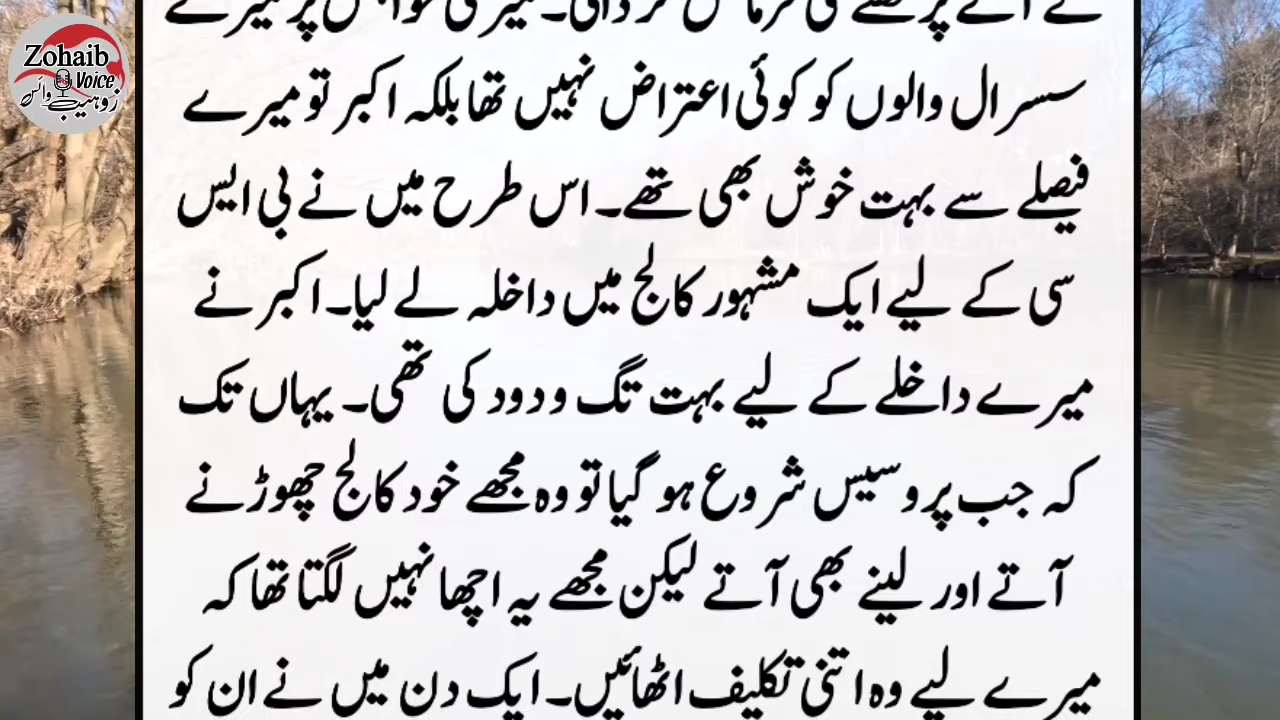 Zohaib
Voice
زوہیب وائس
سسرال والوں کو کوئی اعتراض نہیں تھا بلکہ اکبر تو میرے
فیصلے سے بہت خوش بھی تھے۔ اس طرح میں نے بی ایس
سی کے لیے ایک مشہور کالج میں داخلہ لے لیا۔ اکبر نے
میرے داخلے کے لیے بہت تگ ودود کی تھی۔ یہاں تک
کہ جب پروسیس شروع ہو گیا تو وہ مجھے خود کالج چھوڑنے
آتے اور لینے بھی آتے لیکن مجھے یہ اچھا نہیں لگتا تھا کہ
میرے لیے وہ اتنی تکلیف اٹھائیں۔ ایک دن میں نے ان کو